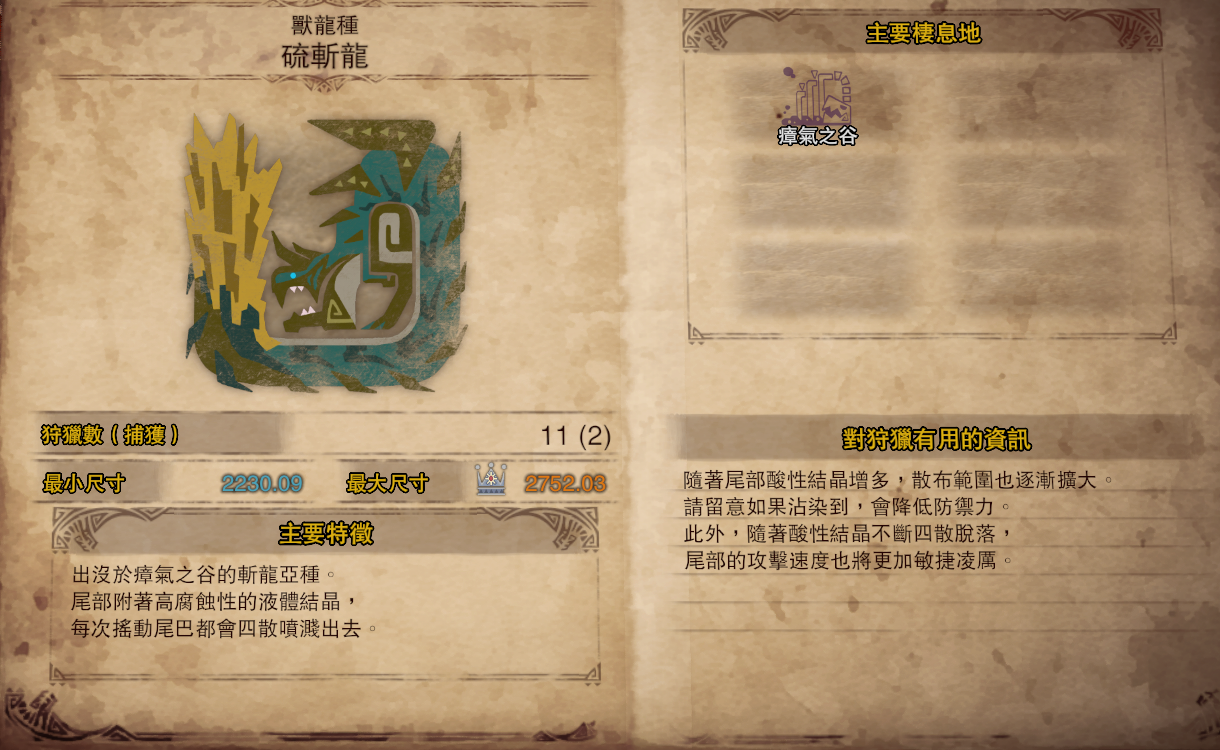 獸龍種
硫斬龍
狩獵數(捕獲)
11 (2)
最小尺寸 2230.09 最大尺寸 2752.03
主要特徵
出沒於瘴氣之谷的斬龍亞種。
尾部附著高腐蝕性的液體結晶，
每次搖動尾巴都會四散噴濺出去。
主要棲息地
瘴氣之谷
對狩獵有用的資訊
隨著尾部酸性結晶增多，散布範圍也逐漸擴大。
請留意如果沾染到，會降低防禦力。
此外，隨著酸性結晶不斷四散脫落，
尾部的攻擊速度也將更加敏捷凌厲。